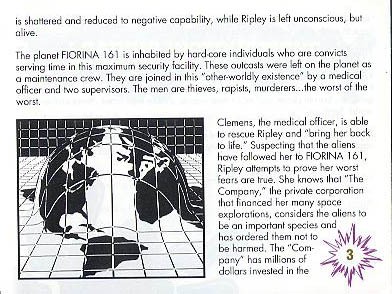 is shattered and reduced to negative capability, while Ripley is left unconscious, but
alive.
The planet FIORINA 161 is inhabited by hard-core individuals who are convicts
serving time in this maximum security facility. These outcasts were left on the planet as
a maintenance crew. They are joined in this "other-worldly existence" by a medical
officer and two supervisors. The men are thieves, rapists, murderers...the worst of the
worst.
Clemens, the medical officer, is able
to rescue Ripley and "bring her back
to life." Suspecting that the aliens
have followed her to FIORINA 161,
Ripley attempts to prove her worst
fears are true. She knows that "The
Company," the private corporation
that financed her many space
explorations, considers the aliens to
be an important species and
has ordered them not to
be harmed. The "Com-
pany" has millions of
dollars invested in the
3